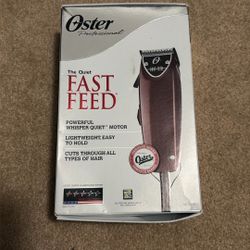 Oster
Professional
The Quiet
FAST
FEED
POWERFUL
WHISPER QUIET MOTOR
LIGHTWEIGHT, EASY
TO HOLD
CUTS THROUGH ALL
TYPES OF HAIR
Oster